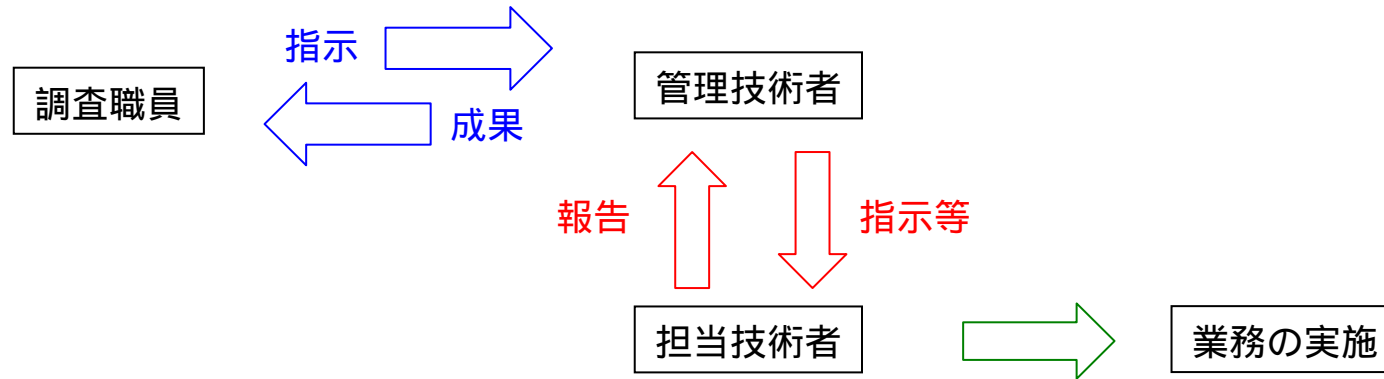 指示
調査職員
管理技術者
成果
報告
指示等
担当技術者
業務の実施